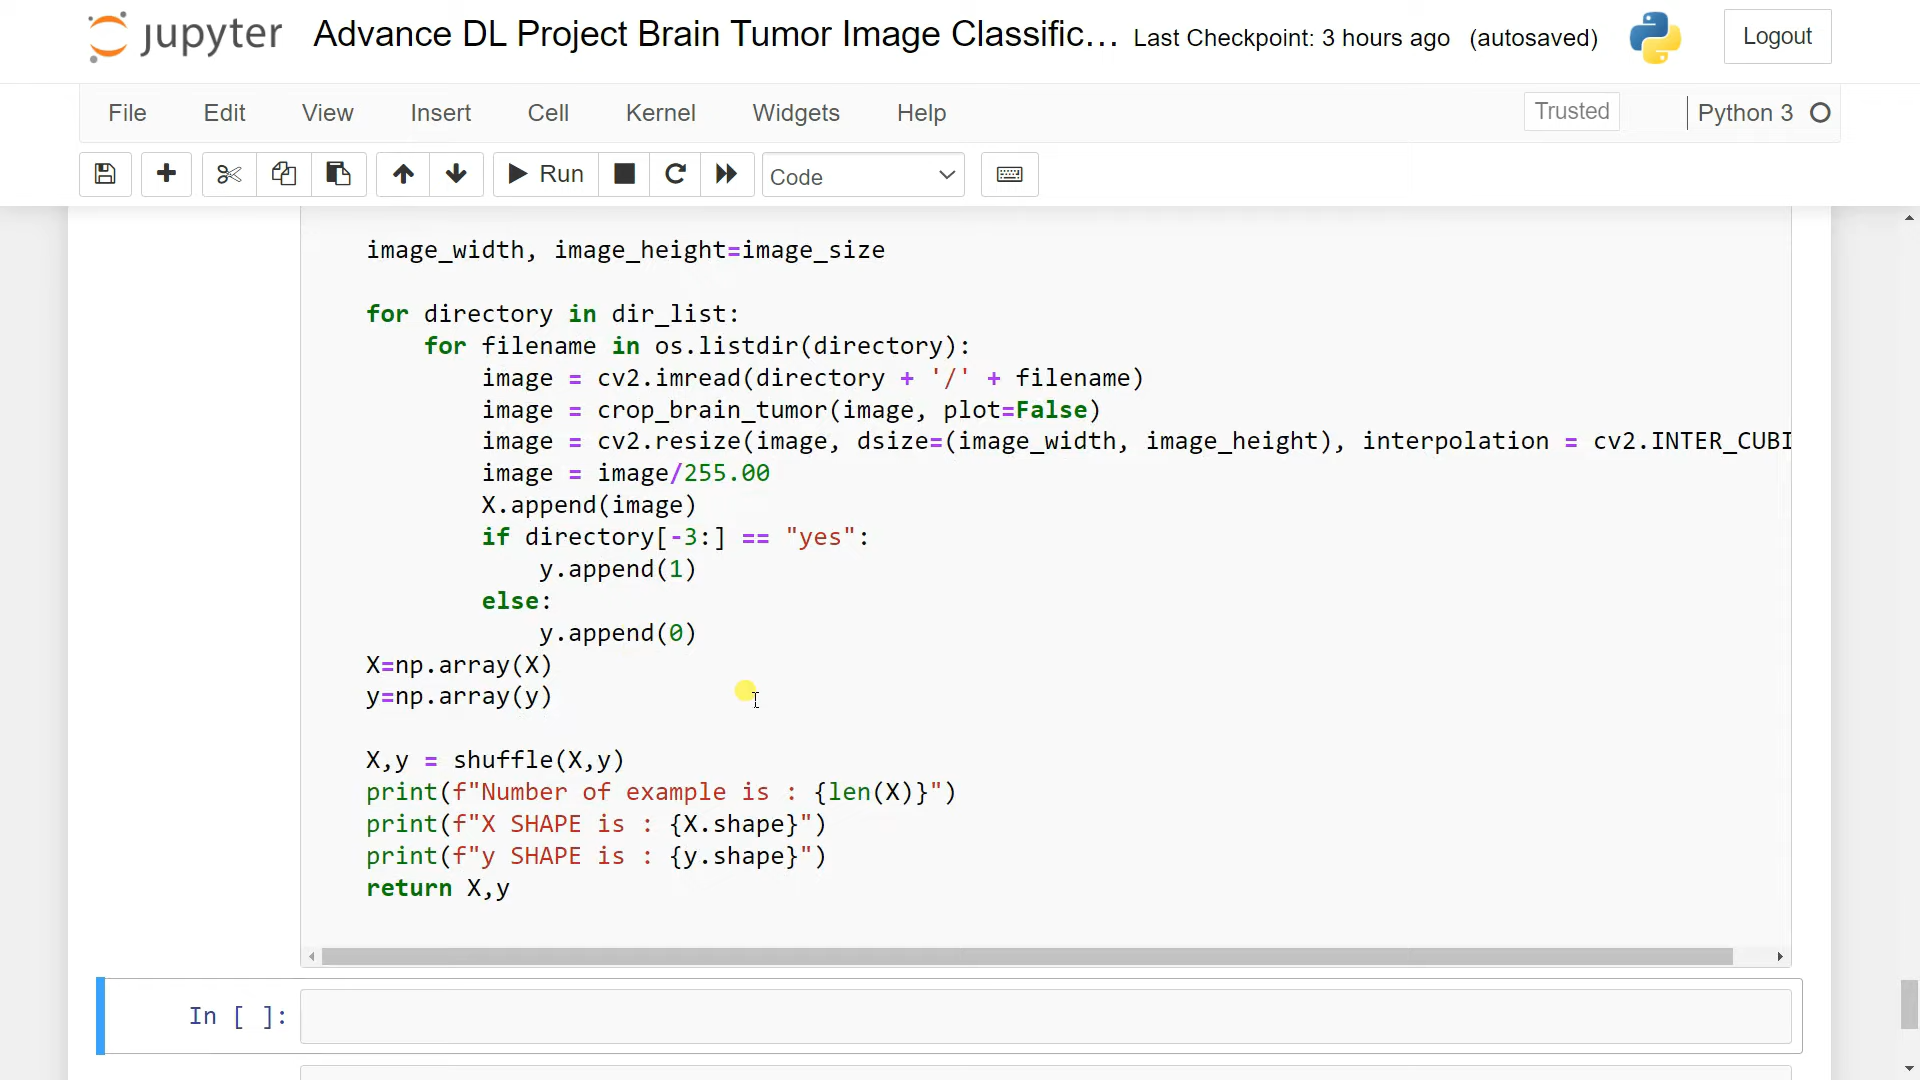 jupyter Advance DL Project Brain Tumor Image Classific... Last Checkpoint: 3 hours ago (autosaved) Logout
File Edit View Insert Cell Kernel Widgets Help Trusted Python 3
Run Code
image_width, image_height=image_size
for directory in dir_list:
for filename in os.listdir(directory):
image = cv2.imread(directory + '/' + filename)
image = crop_brain_tumor(image, plot=False)
image = cv2.resize(image, dsize=(image_width, image_height), interpolation = cv2.INTER_CUBI
image = image/255.00
X.append(image)
if directory[-3:] == "yes":
y.append(1)
else:
y.append(0)
X=np.array(X)
y=np.array(y)
X,y = shuffle(X,y)
print(f"Number of example is : {len(X)}")
print(f"X SHAPE is : {X.shape}")
print(f"y SHAPE is : {y.shape}")
return X,y
In [ ]: